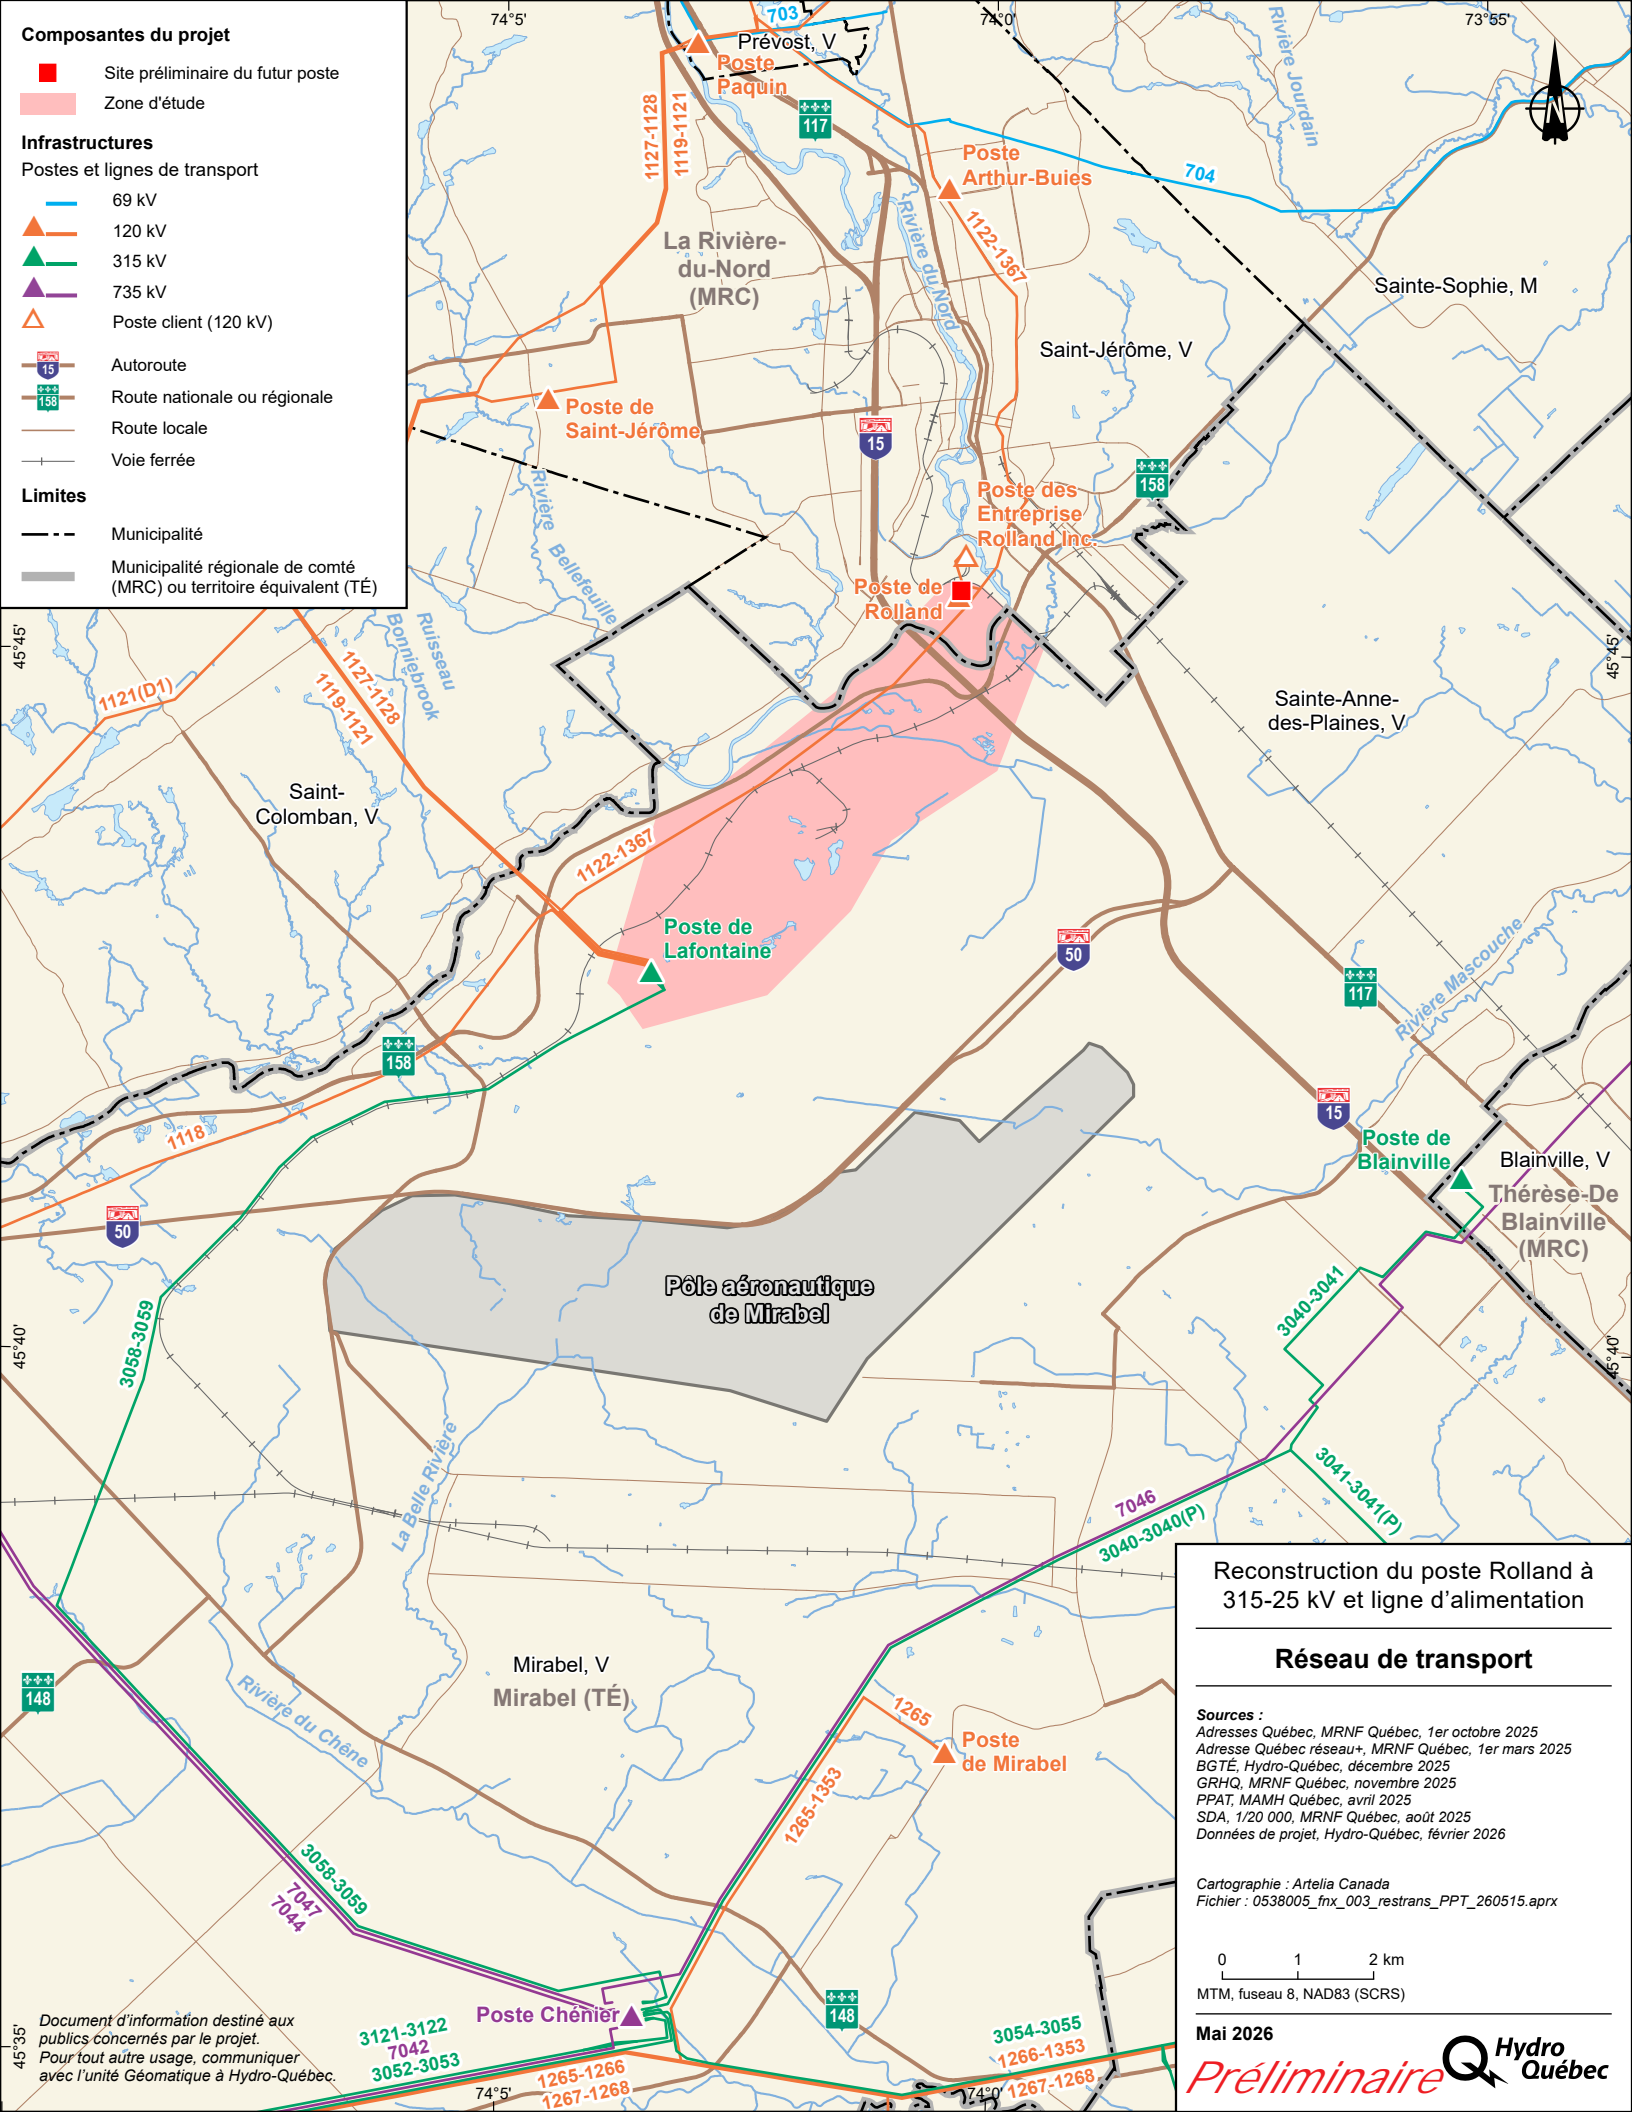 Composantes du projet
Site préliminaire du futur poste
Zone d'étude
Infrastructures
Postes et lignes de transport
69 kV
120 kV
315 kV
735 kV
Poste client (120 kV)
15
Autoroute
158
Route nationale ou régionale
Route locale
Voie ferrée
Limites
Municipalité
Municipalité régionale de comté
(MRC) ou territoire équivalent (TÉ)
74°5'
74°0'
73°55'
703
Prévost, V
Poste
Paquin
117
1127-1128
1119-1121
Rivière Jourdain
Poste
Arthur-Buies
704
Rivière du Nord
1122-1367
La Rivière-
du-Nord
(MRC)
Sainte-Sophie, M
Saint-Jérôme, V
Poste de
Saint-Jérôme
15
158
Rivière Bellefeuille
Poste des
Entreprise
Rolland Inc.
Poste de
Rolland
45°45'
45°45'
Ruisseau
Bonniebrook
1127-1128
1119-1121
1121(D1)
Sainte-Anne-
des-Plaines, V
Saint-
Colomban, V
1122-1367
Poste de
Lafontaine
50
117
Rivière Mascouche
158
1118
15
Poste de
Blainville
Blainville, V
Thérèse-De
Blainville
(MRC)
50
Pôle aéronautique
de Mirabel
3040-3041
3058-3059
45°40'
45°40'
La Belle Rivière
3041-3041(P)
7046
3040-3040(P)
Mirabel, V
Mirabel (TÉ)
148
Rivière du Chêne
1265
Poste
de Mirabel
1265-1353
3058-3059
7047
7044
Poste Chénier
148
3121-3122
7042
3052-3053
1265-1266
1267-1268
3054-3055
1266-1353
1267-1268
45°35'
74°5'
74°0'
Document d'information destiné aux
publics concernés par le projet.
Pour tout autre usage, communiquer
avec l'unité Géomatique à Hydro-Québec.
Reconstruction du poste Rolland à
315-25 kV et ligne d'alimentation
Réseau de transport
Sources :
Adresses Québec, MRNF Québec, 1er octobre 2025
Adresse Québec réseau+, MRNF Québec, 1er mars 2025
BGTÉ, Hydro-Québec, décembre 2025
GRHQ, MRNF Québec, novembre 2025
PPAT, MAMH Québec, avril 2025
SDA, 1/20 000, MRNF Québec, août 2025
Données de projet, Hydro-Québec, février 2026
Cartographie : Artelia Canada
Fichier : 0538005_fnx_003_restrans_PPT_260515.aprx
0 1 2 km
MTM, fuseau 8, NAD83 (SCRS)
Mai 2026
Préliminaire
Hydro
Québec